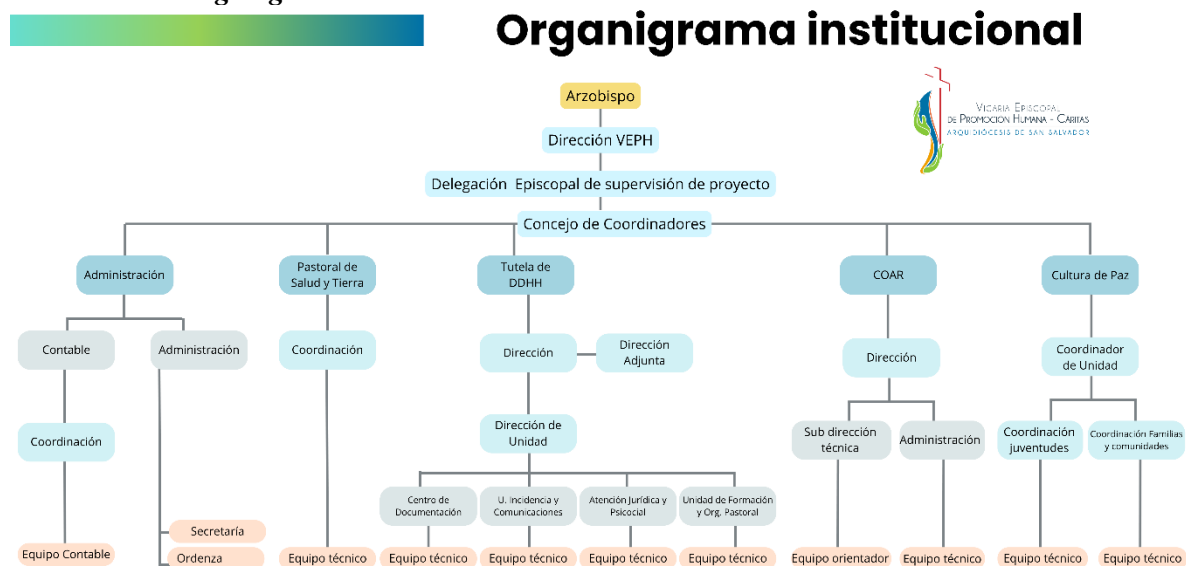 Organigrama institucional
Arzobispo
VICARIA EPISCOPAL
DE PROMOCIÓN HUMANA - CÁRITAS
ARQUIDIÓCESIS DE SAN SALVADOR
Dirección VEPH
Delegación Episcopal de supervisión de proyecto
Concejo de Coordinadores
Administración
Pastoral de
Salud y Tierra
Tutela de
DDHH
COAR
Cultura de Paz
Contable
Administración
Coordinación
Dirección
Dirección
Adjunta
Dirección
Coordinador
de Unidad
Coordinación
Dirección de
Unidad
Sub dirección
técnica
Administración
Coordinación
juventudes
Coordinación Familias
y comunidades
Centro de
Documentación
U. Incidencia y
Comunicaciones
Atención Jurídica y
Psicocial
Unidad de Formación
y Org. Pastoral
Secretaría
Equipo Contable
Ordenza
Equipo técnico
Equipo técnico
Equipo técnico
Equipo técnico
Equipo técnico
Equipo orientador
Equipo técnico
Equipo técnico
Equipo técnico